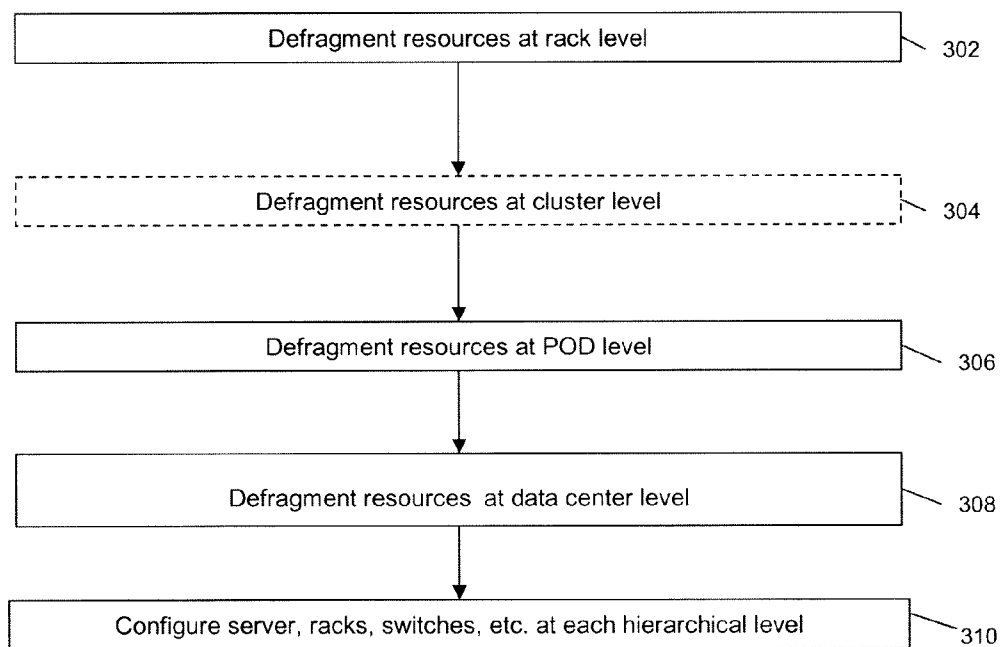 Defragment resources at rack level
302
Defragment resources at cluster level
304
Defragment resources at POD level
306
Defragment resources at data center level
308
Configure server, racks, switches, etc. at each hierarchical level
310